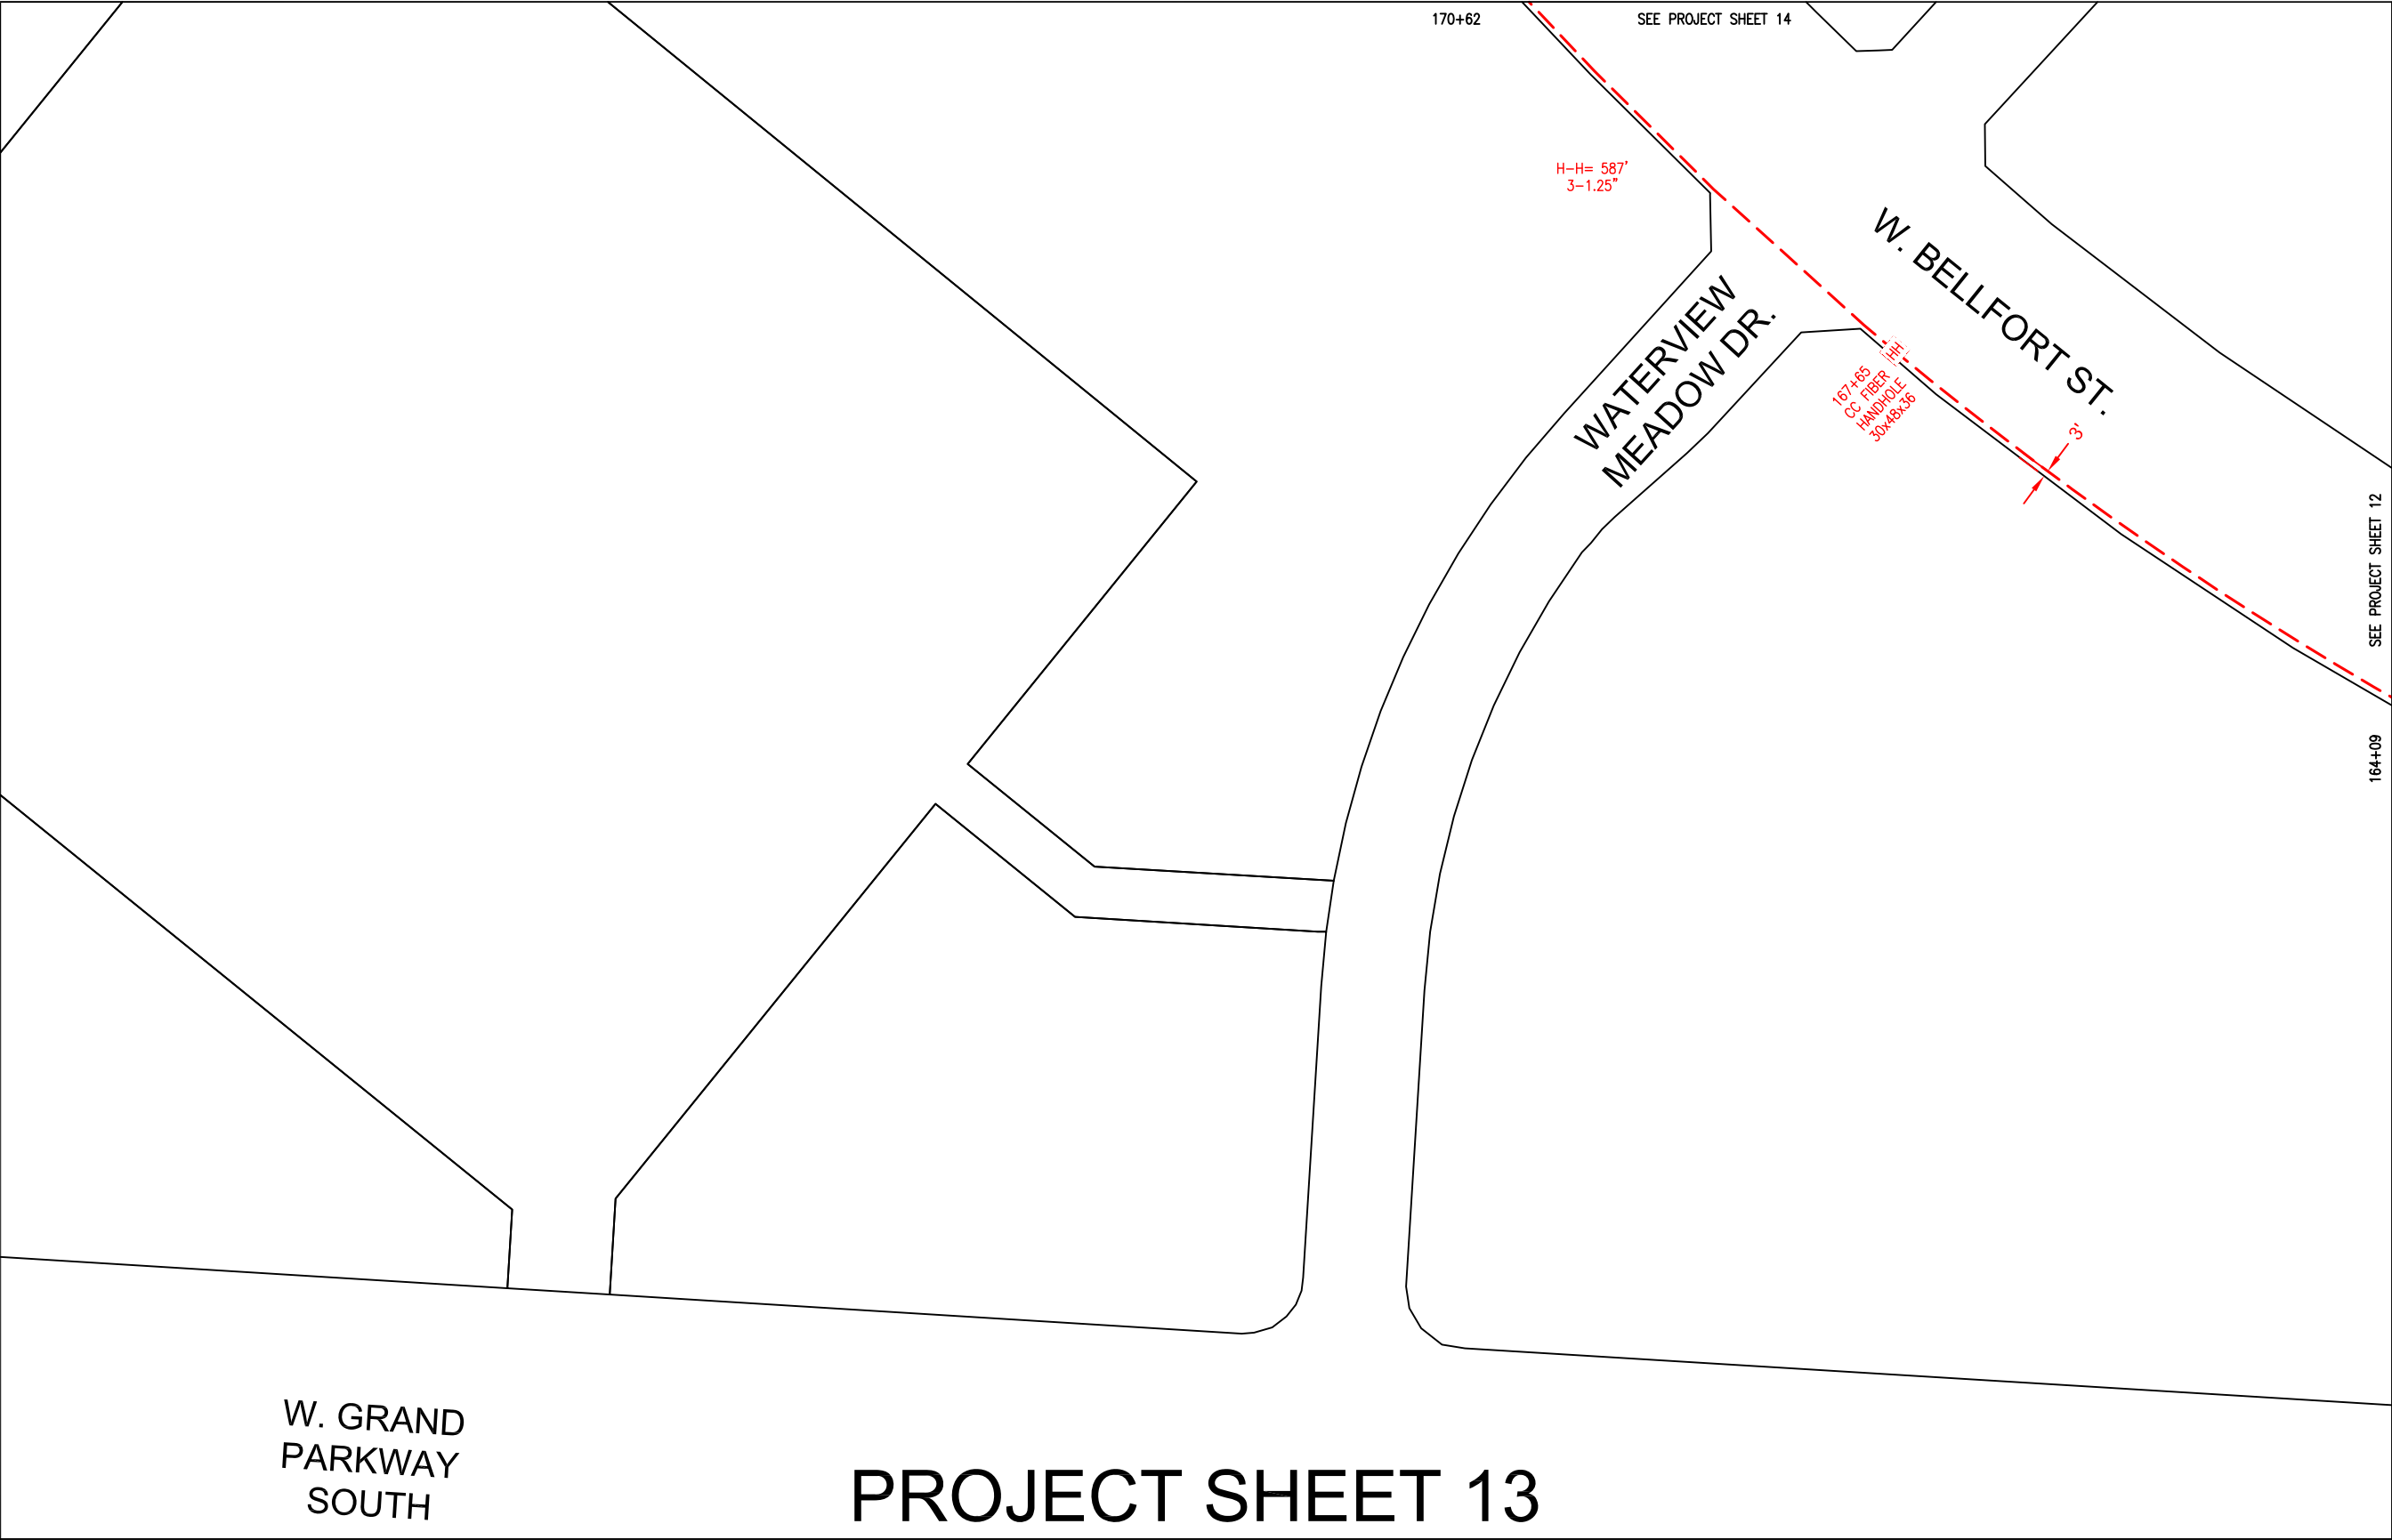 170+62
SEE PROJECT SHEET 14
H-H= 587'
3-1.25"
W. BELLFORT ST.
WATERVIEW
MEADOW DR.
HH
167+65
CC FIBER
HANDHOLE
30x48x36
3'
SEE PROJECT SHEET 12
164+09
W. GRAND
PARKWAY
SOUTH
PROJECT SHEET 13